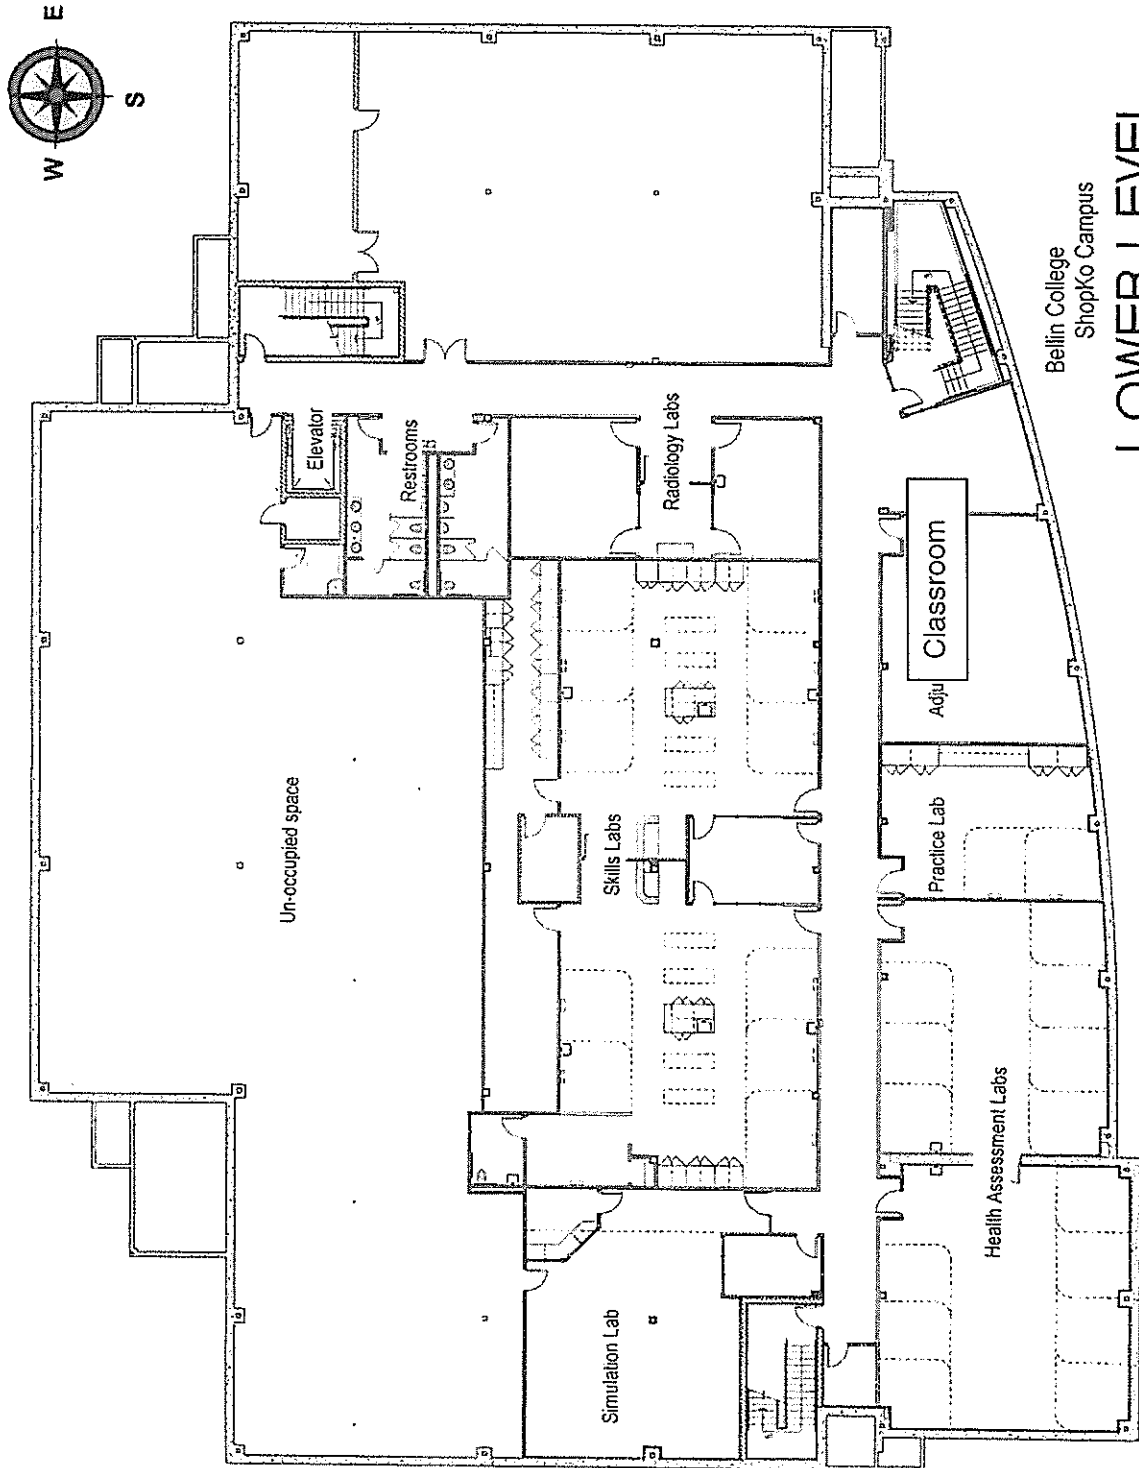 E
S
W
Elevator
Restrooms
Radiology Labs
Un-occupied space
Skills Labs
Simulation Lab
Classroom
Adju
Practice Lab
Health Assessment Labs
Bellin College
ShopKo Campus
LOWER LEVEL